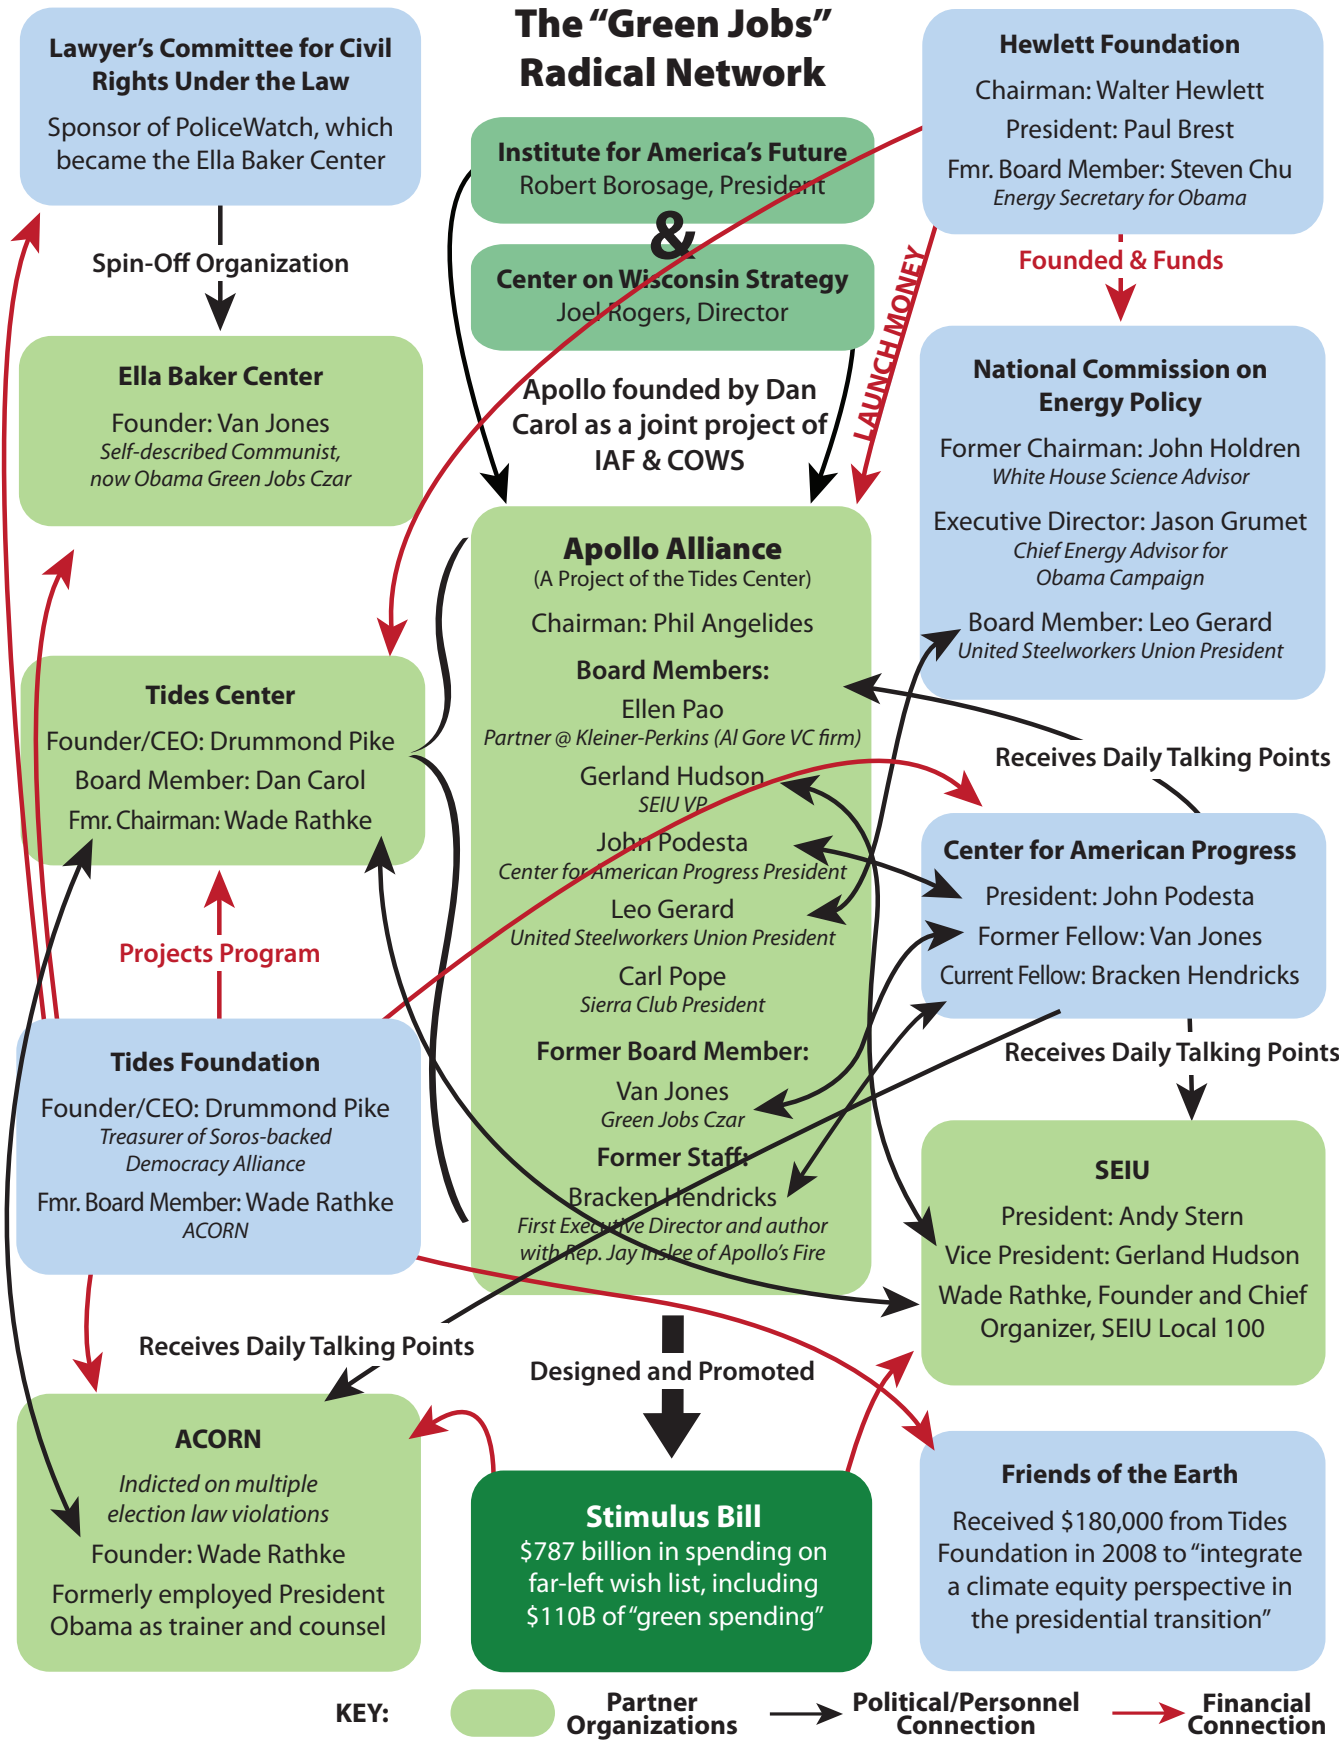 The “Green Jobs”
Radical Network
Lawyer’s Committee for Civil
Rights Under the Law
Sponsor of PoliceWatch, which
became the Ella Baker Center
Spin-Off Organization
Ella Baker Center
Founder: Van Jones
Self-described Communist,
now Obama Green Jobs Czar
Tides Center
Founder/CEO: Drummond Pike
Board Member: Dan Carol
Fmr. Chairman: Wade Rathke
Projects Program
Tides Foundation
Founder/CEO: Drummond Pike
Treasurer of Soros-backed
Democracy Alliance
Fmr. Board Member: Wade Rathke
ACORN
Receives Daily Talking Points
ACORN
Indicted on multiple
election law violations
Founder: Wade Rathke
Formerly employed President
Obama as trainer and counsel
Institute for America’s Future
Robert Borosage, President
&
Center on Wisconsin Strategy
Joel Rogers, Director
Apollo founded by Dan
Carol as a joint project of
IAF & COWS
LAUNCH MONEY
Apollo Alliance
(A Project of the Tides Center)
Chairman: Phil Angelides
Board Members:
Ellen Pao
Partner @ Kleiner-Perkins (Al Gore VC firm)
Gerland Hudson
SEIU VP
John Podesta
Center for American Progress President
Leo Gerard
United Steelworkers Union President
Carl Pope
Sierra Club President
Former Board Member:
Van Jones
Green Jobs Czar
Former Staff:
Bracken Hendricks
First Executive Director and author
with Rep. Jay Inslee of Apollo’s Fire
Designed and Promoted
Stimulus Bill
$787 billion in spending on
far-left wish list, including
$110B of “green spending”
Hewlett Foundation
Chairman: Walter Hewlett
President: Paul Brest
Fmr. Board Member: Steven Chu
Energy Secretary for Obama
Founded & Funds
National Commission on
Energy Policy
Former Chairman: John Holdren
White House Science Advisor
Executive Director: Jason Grumet
Chief Energy Advisor for
Obama Campaign
Board Member: Leo Gerard
United Steelworkers Union President
Receives Daily Talking Points
Center for American Progress
President: John Podesta
Former Fellow: Van Jones
Current Fellow: Bracken Hendricks
Receives Daily Talking Points
SEIU
President: Andy Stern
Vice President: Gerland Hudson
Wade Rathke, Founder and Chief
Organizer, SEIU Local 100
Friends of the Earth
Received $180,000 from Tides
Foundation in 2008 to “integrate
a climate equity perspective in
the presidential transition”
KEY:
Partner
Organizations
Political/Personnel
Connection
Financial
Connection